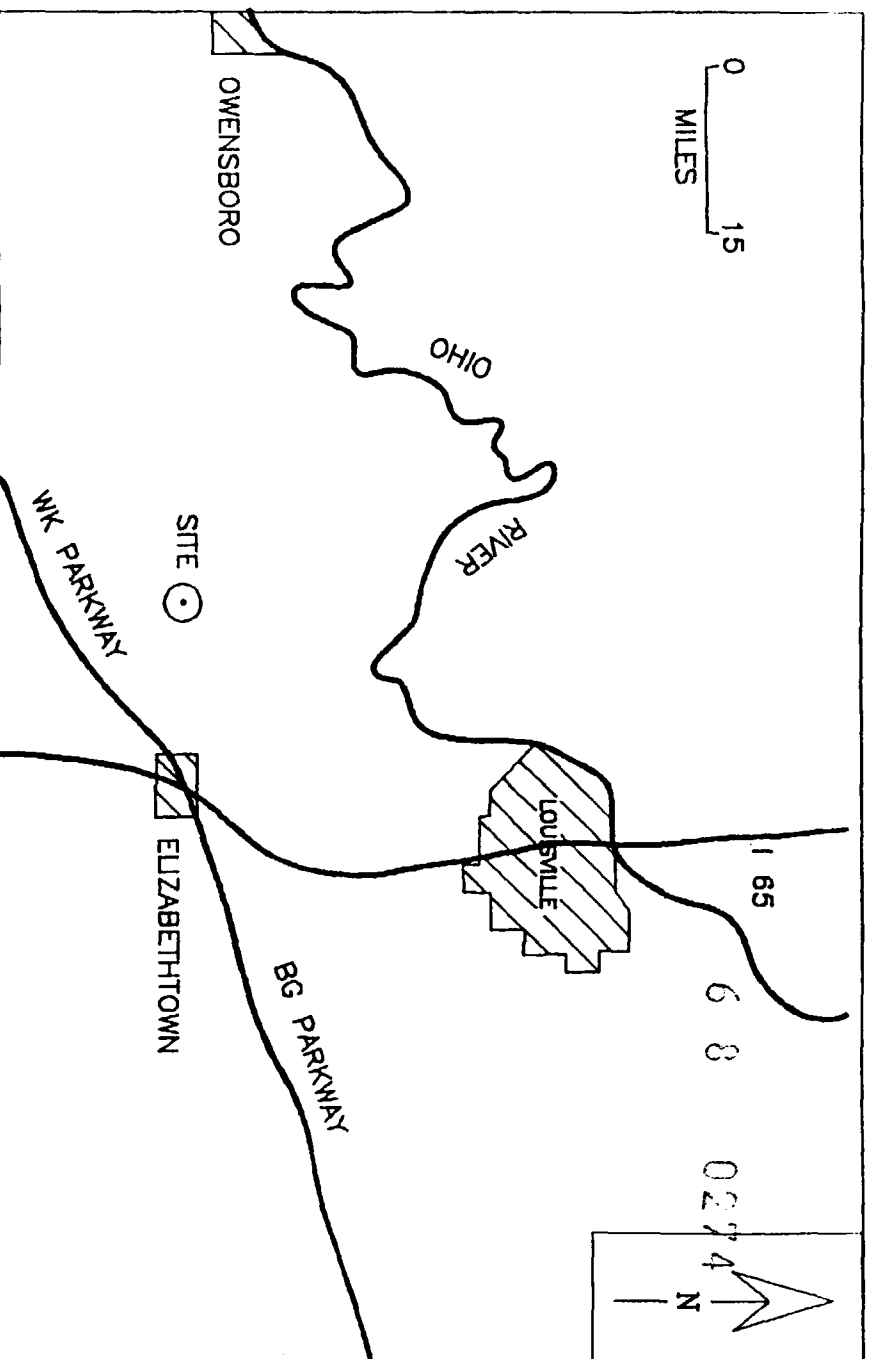 0 15
MILES
I 65
6 8 0274
N
OHIO
RIVER
LOUISVILLE
OWENSBORO
SITE
WK PARKWAY
ELIZABETHTOWN
BG PARKWAY